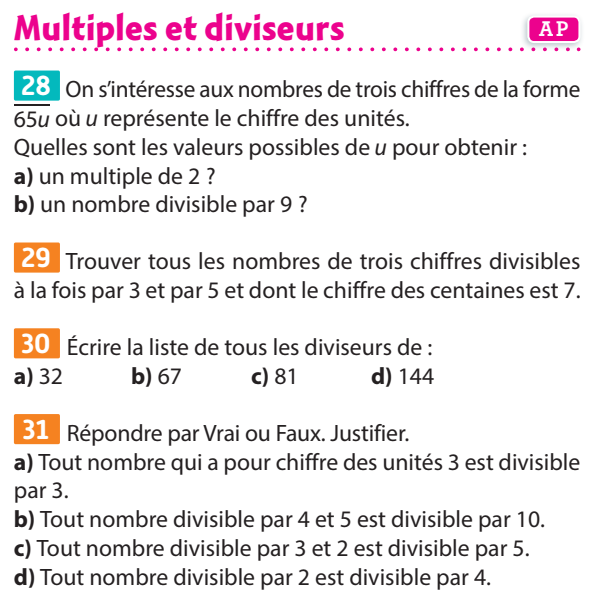 Multiples et diviseurs AP
28 On s'intéresse aux nombres de trois chiffres de la forme
65u où u représente le chiffre des unités.
Quelles sont les valeurs possibles de u pour obtenir :
a) un multiple de 2 ?
b) un nombre divisible par 9 ?
29 Trouver tous les nombres de trois chiffres divisibles
à la fois par 3 et par 5 et dont le chiffre des centaines est 7.
30 Écrire la liste de tous les diviseurs de :
a) 32 b) 67 c) 81 d) 144
31 Répondre par Vrai ou Faux. Justifier.
a) Tout nombre qui a pour chiffre des unités 3 est divisible
par 3.
b) Tout nombre divisible par 4 et 5 est divisible par 10.
c) Tout nombre divisible par 3 et 2 est divisible par 5.
d) Tout nombre divisible par 2 est divisible par 4.